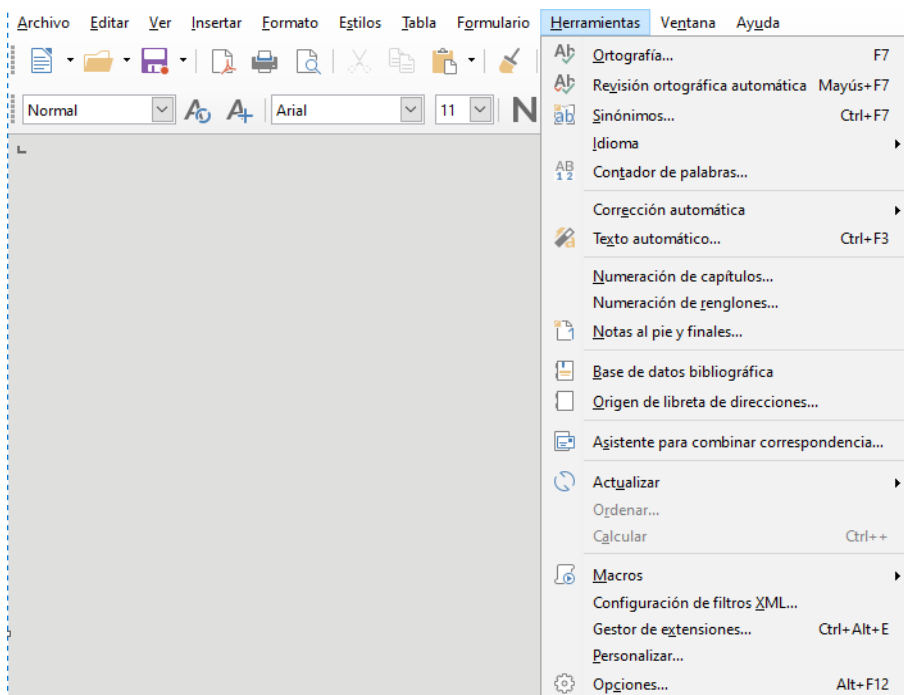 Archivo Editar Ver Insertar Formato Estilos Tabla Formulario Herramientas Ventana Ayuda
Normal Arial 11 N
Ortografía... F7
Revisión ortográfica automática Mayús+F7
Sinónimos... Ctrl+F7
Idioma
Contador de palabras...
Corrección automática
Texto automático... Ctrl+F3
Numeración de capítulos...
Numeración de renglones...
Notas al pie y finales...
Base de datos bibliográfica
Origen de libreta de direcciones...
Asistente para combinar correspondencia...
Actualizar
Ordenar...
Calcular Ctrl++
Macros
Configuración de filtros XML...
Gestor de extensiones... Ctrl+Alt+E
Personalizar...
Opciones... Alt+F12